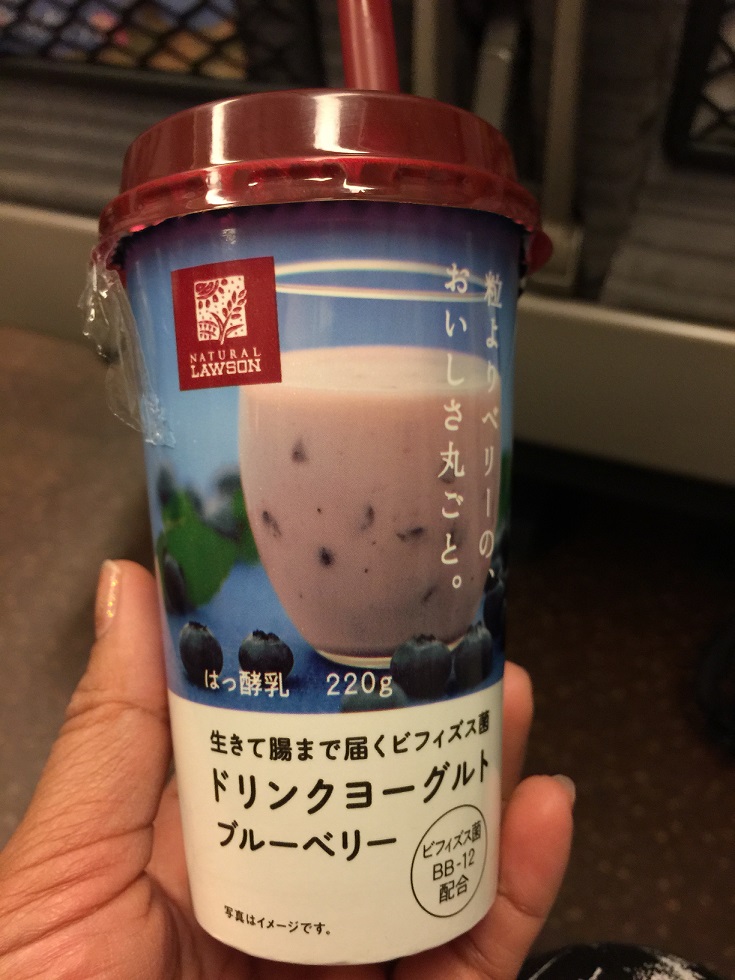 NATURAL
LAWSON
粒よりベリーの、
おいしさ丸ごと。
はっ酵乳 220g
生きて腸まで届くビフィズス菌
ドリンクヨーグルト
ブルーベリー
ビフィズス菌
BB-12
配合
写真はイメージです。